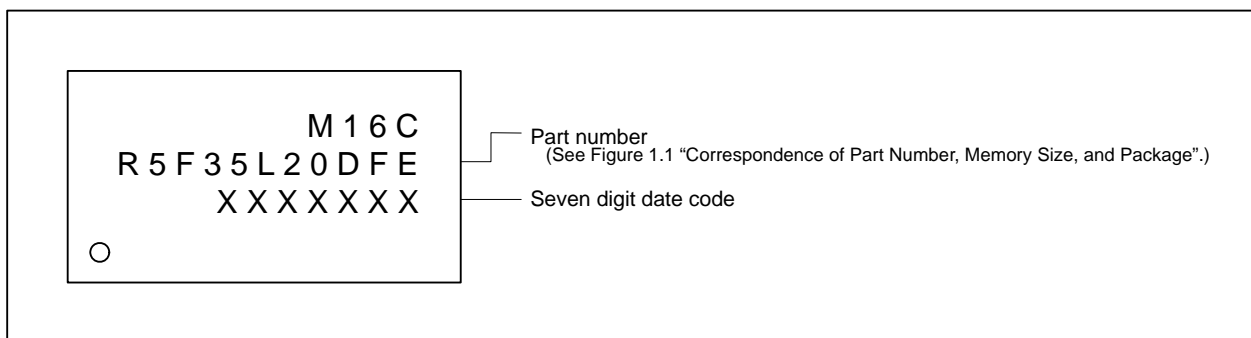 M16C
R5F35L20DFE
XXXXXXX
Part number
(See Figure 1.1 “Correspondence of Part Number, Memory Size, and Package”.)
Seven digit date code